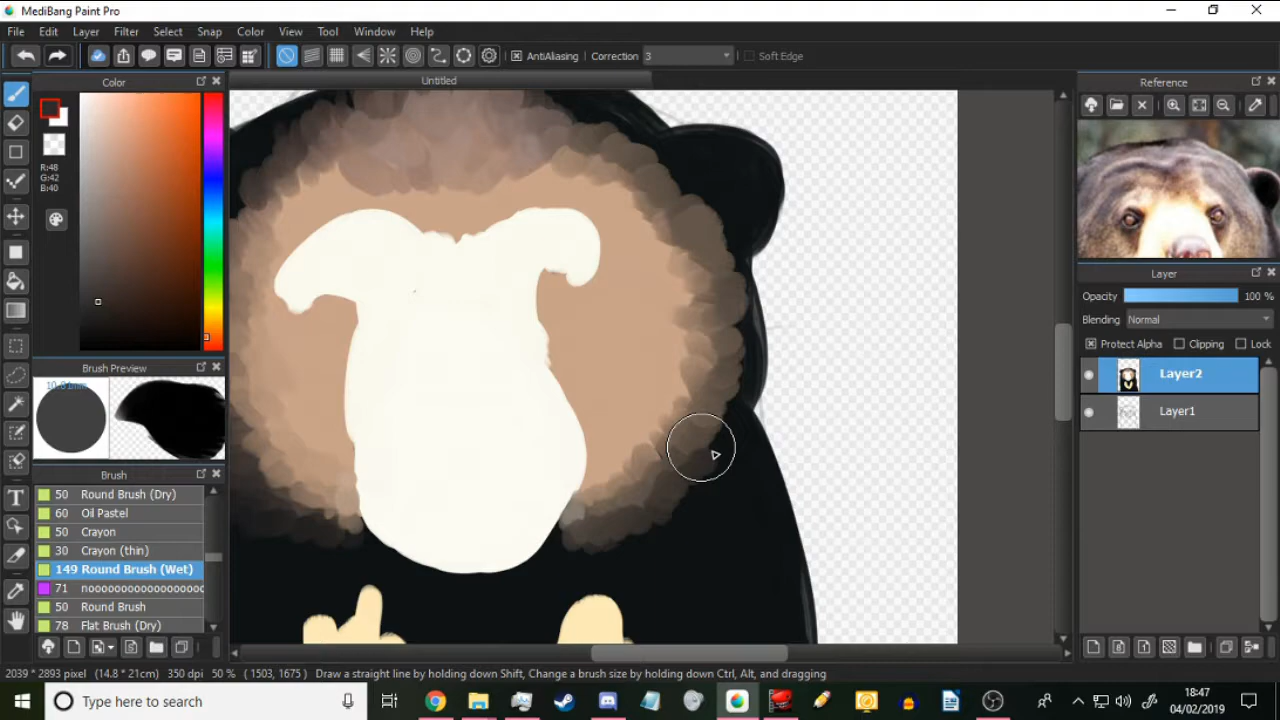 MediBang Paint Pro
File Edit Layer Filter Select Snap Color View Tool Window Help
AntiAliasing Correction 3 Soft Edge
Untitled
Color
R:48
G:42
B:40
Brush Preview
10.81mm
Brush
50 Round Brush (Dry)
60 Oil Pastel
50 Crayon
30 Crayon (thin)
149 Round Brush (Wet)
71 nooooooooooooooooooo
50 Round Brush
78 Flat Brush (Dry)
Reference
Layer
Opacity 100 %
Blending Normal
Protect Alpha Clipping Lock
Layer2
Layer1
2039 * 2893 pixel (14.8 * 21cm) 350 dpi 50 % ( 1503, 1675 ) Draw a straight line by holding down Shift, Change a brush size by holding down Ctrl, Alt, and dragging
Type here to search
18:47
04/02/2019